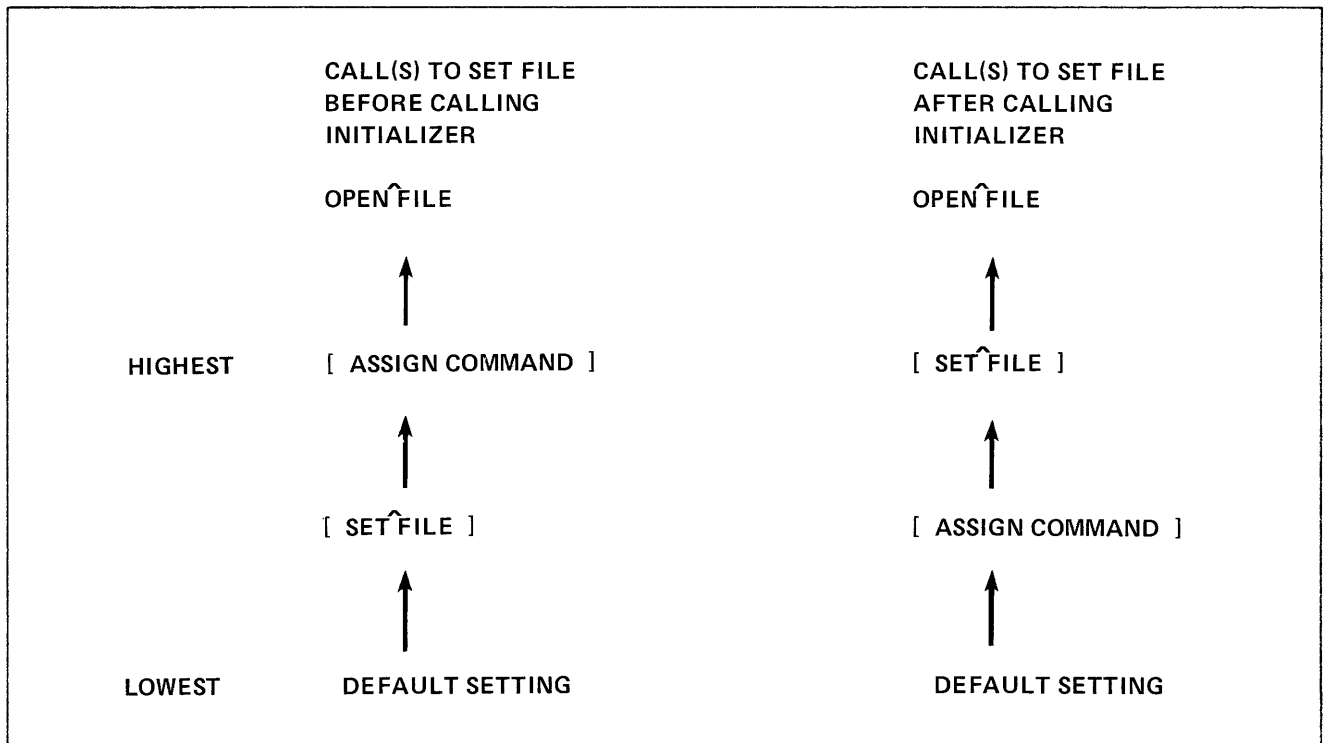 CALL(S) TO SET FILE
BEFORE CALLING
INITIALIZER
CALL(S) TO SET FILE
AFTER CALLING
INITIALIZER
OPEN^FILE
OPEN^FILE
HIGHEST
[ ASSIGN COMMAND ]
[ SET^FILE ]
[ SET^FILE ]
[ ASSIGN COMMAND ]
LOWEST
DEFAULT SETTING
DEFAULT SETTING